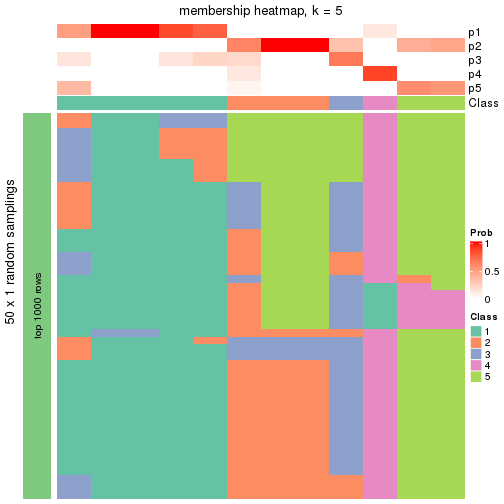 membership heatmap, k = 5
p1
p2
p3
p4
p5
Class
50 x 1 random samplings
top 1000 rows
Prob
1
0.5
0
Class
1
2
3
4
5